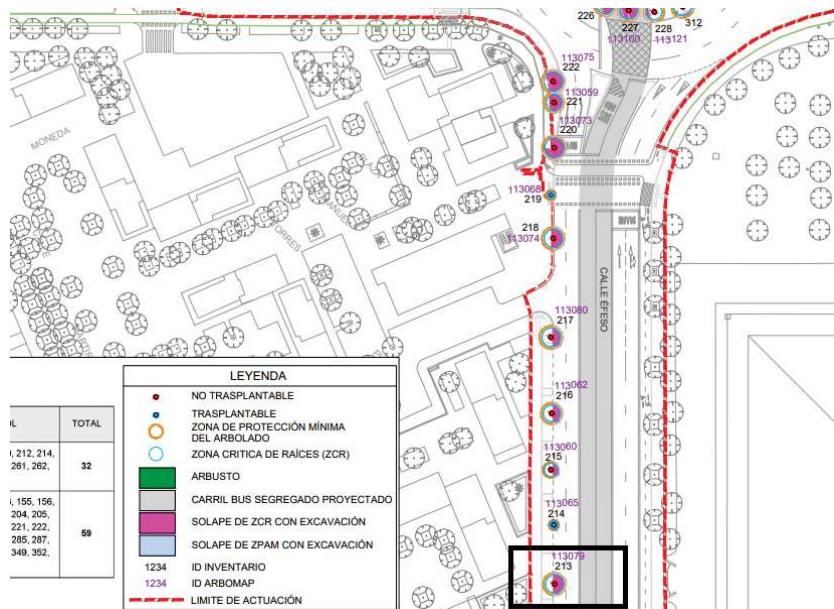 226
227
228
312
113160
113121
113075
222
113059
221
113073
220
MONEDA
113068
219
218
113074
TORRES
CALLE ÉFESO
113080
217
LEYENDA
NO TRASPLANTABLE
TRASPLANTABLE
ZONA DE PROTECCIÓN MÍNIMA
DEL ARBOLADO
ZONA CRITICA DE RAÍCES (ZCR)
ARBUSTO
CARRIL BUS SEGREGADO PROYECTADO
SOLAPE DE ZCR CON EXCAVACIÓN
SOLAPE DE ZPAM CON EXCAVACIÓN
1234 ID INVENTARIO
1234 ID ARBOMAP
LIMITE DE ACTUACIÓN
OL
TOTAL
, 212, 214,
261, 262,
32
, 155, 156,
204, 205,
221, 222,
285, 287,
349, 352,
59
113062
216
113060
215
113065
214
113079
213